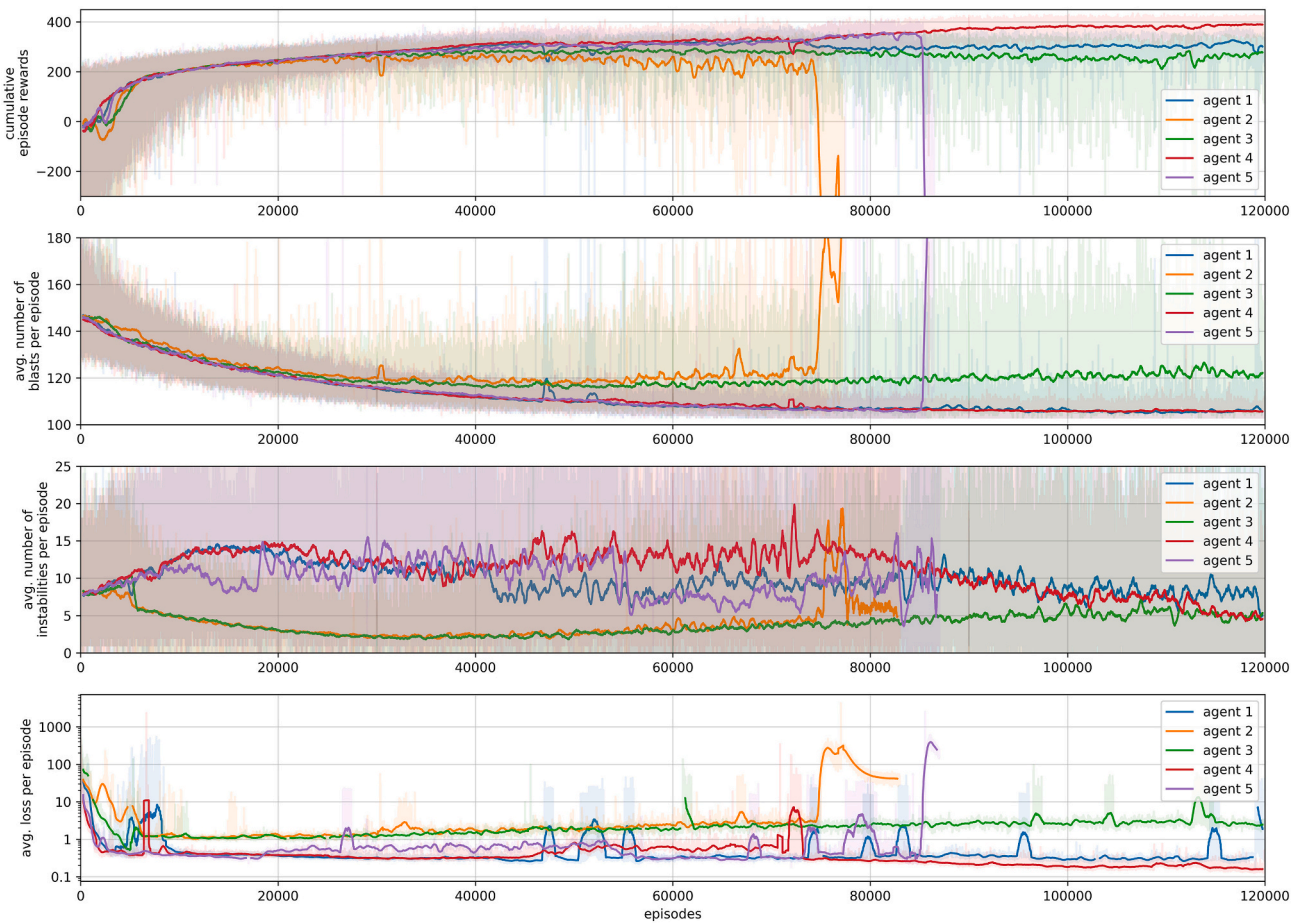 cumulative
episode rewards
400
200
0
−200
agent 1
agent 2
agent 3
agent 4
agent 5
0 20000 40000 60000 80000 100000 120000
avg. number of
blasts per episode
180
160
140
120
100
agent 1
agent 2
agent 3
agent 4
agent 5
0 20000 40000 60000 80000 100000 120000
avg. number of
instabilities per episode
25
20
15
10
5
0
agent 1
agent 2
agent 3
agent 4
agent 5
0 20000 40000 60000 80000 100000 120000
avg. loss per episode
1000
100
10
1
0.1
agent 1
agent 2
agent 3
agent 4
agent 5
0 20000 40000 60000 80000 100000 120000
episodes